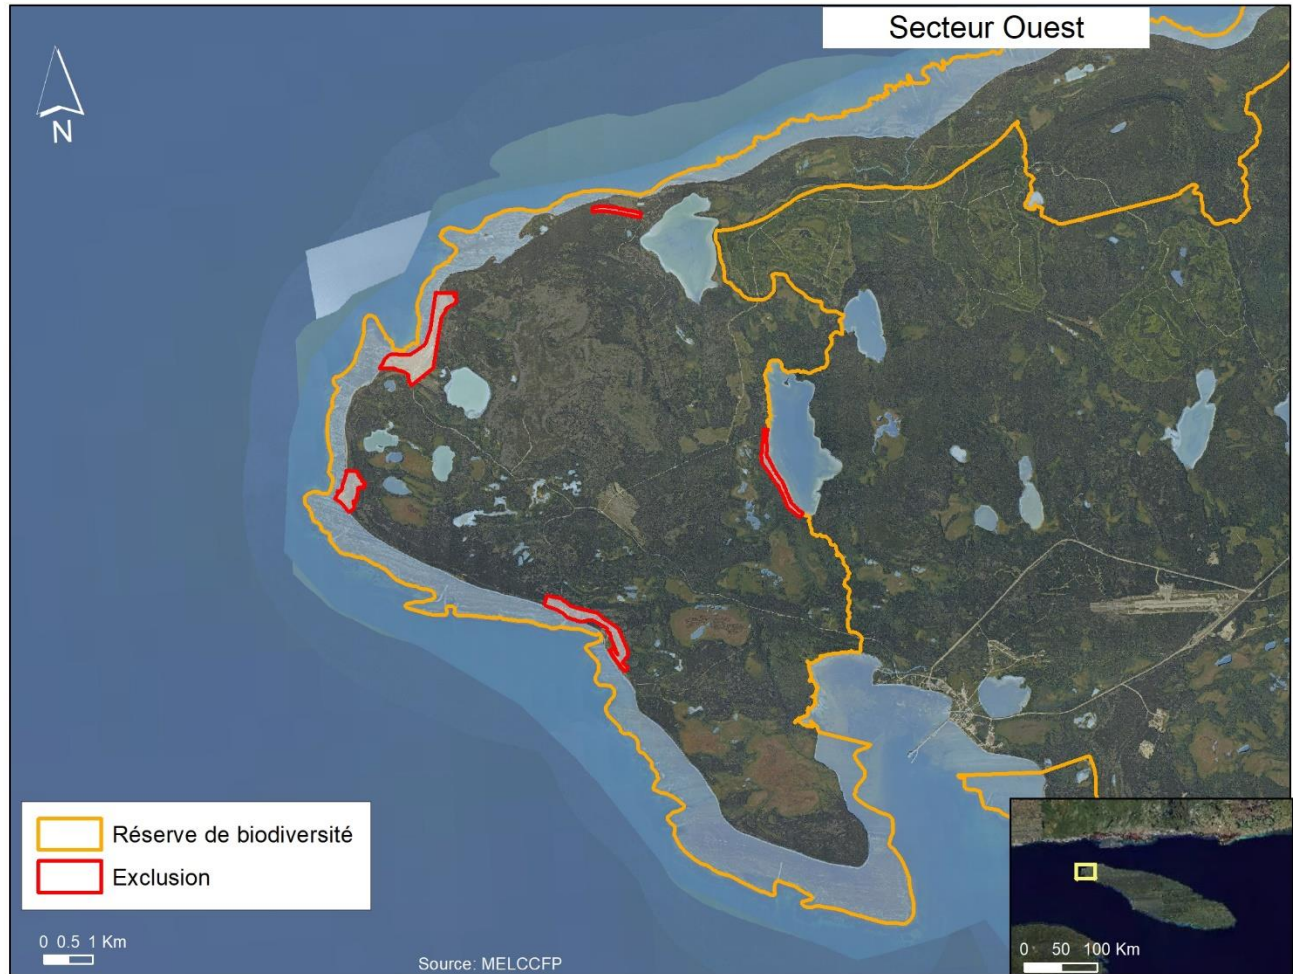 Secteur Ouest
N
Réserve de biodiversité
Exclusion
0 0.5 1 Km
Source: MELCCFP
0 50 100 Km